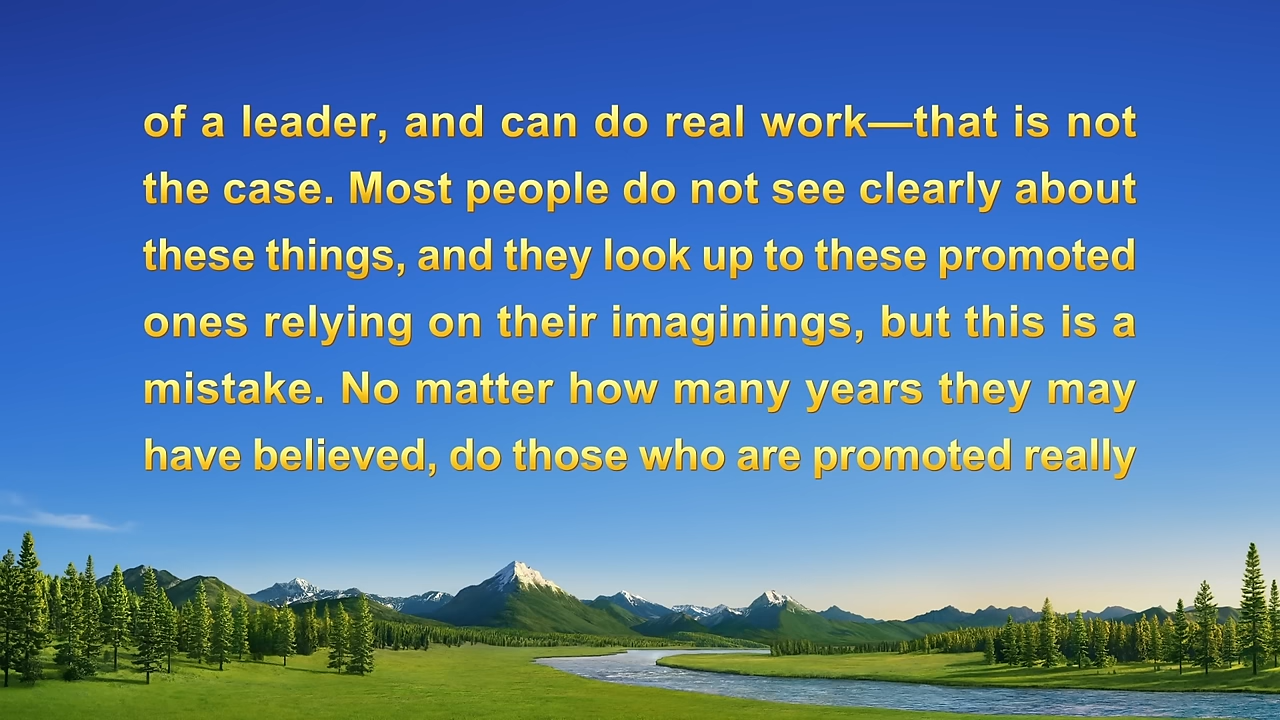 of a leader, and can do real work—that is not
the case. Most people do not see clearly about
these things, and they look up to these promoted
ones relying on their imaginings, but this is a
mistake. No matter how many years they may
have believed, do those who are promoted really